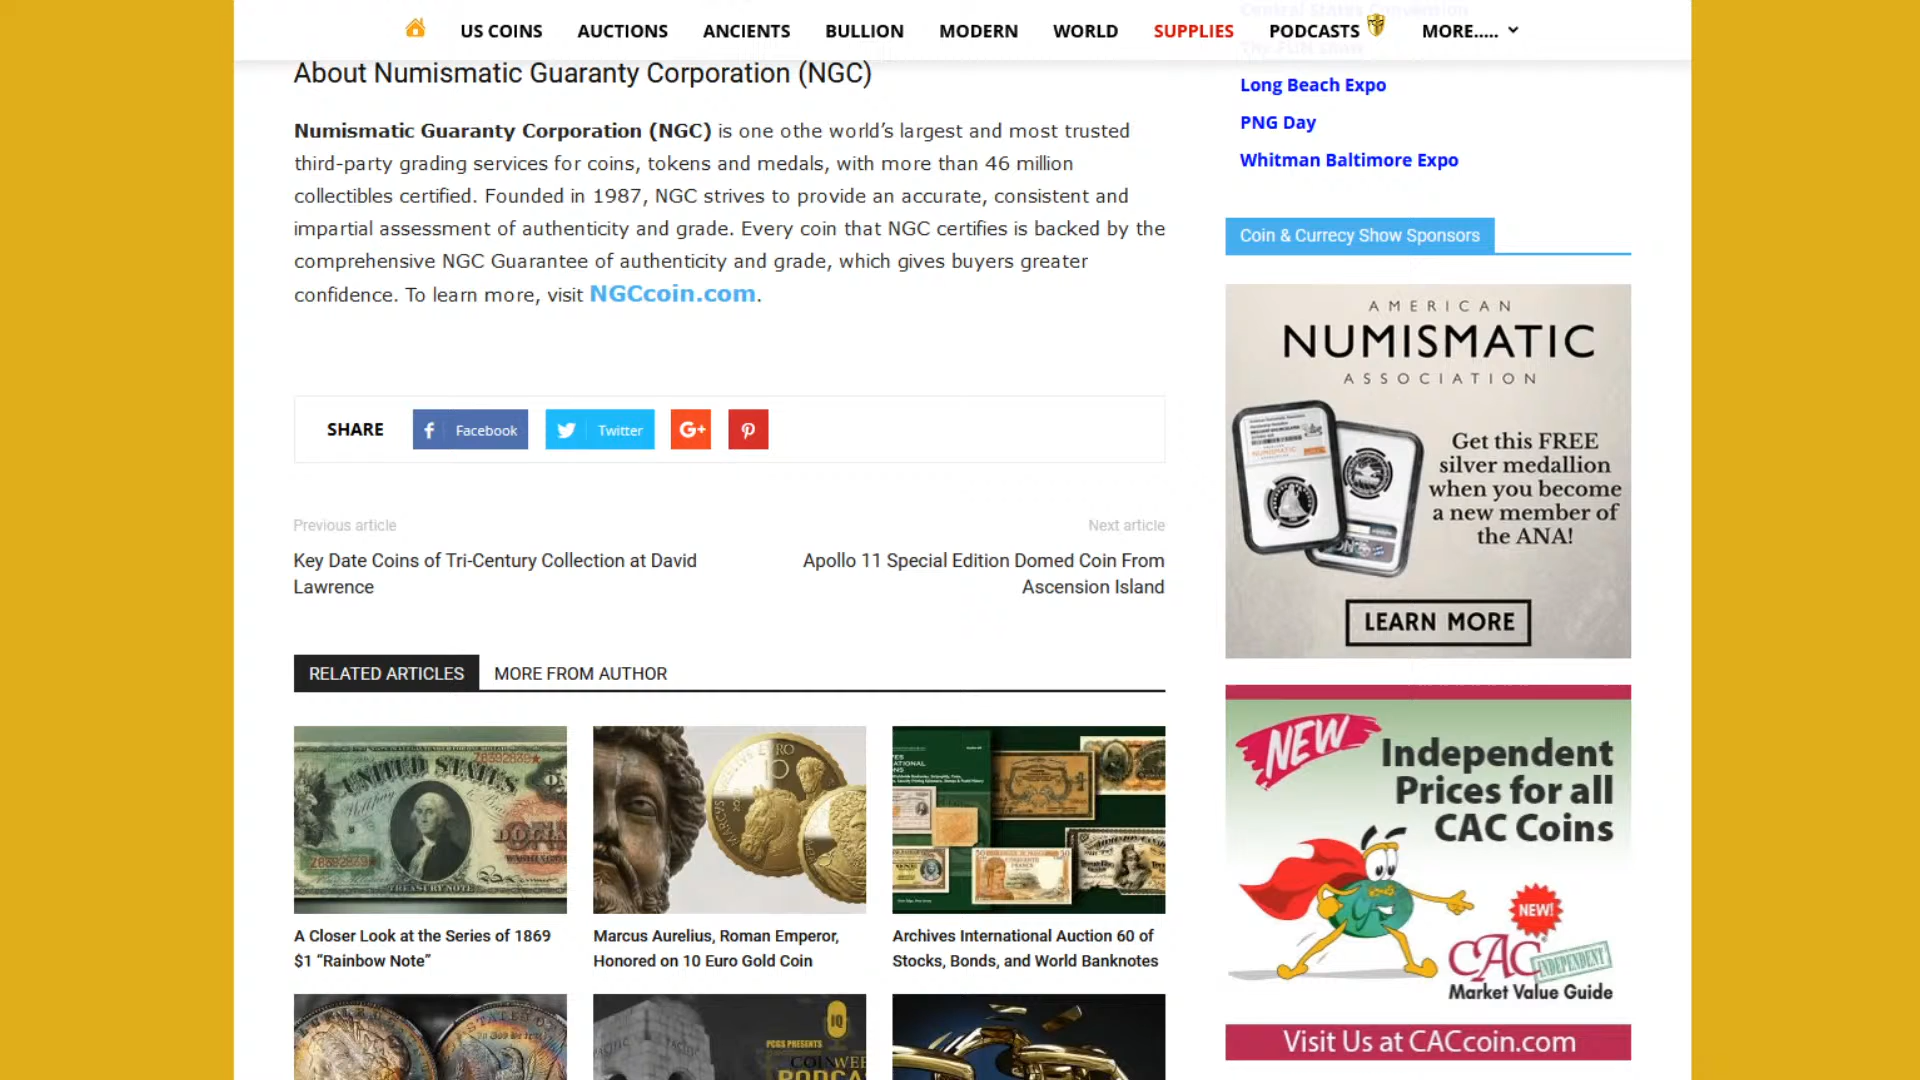 US COINS
AUCTIONS
ANCIENTS
BULLION
MODERN
WORLD
SUPPLIES
PODCASTS
MORE.....
About Numismatic Guaranty Corporation (NGC)
Numismatic Guaranty Corporation (NGC) is one othe world's largest and most trusted
third-party grading services for coins, tokens and medals, with more than 46 million
collectibles certified. Founded in 1987, NGC strives to provide an accurate, consistent and
impartial assessment of authenticity and grade. Every coin that NGC certifies is backed by the
comprehensive NGC Guarantee of authenticity and grade, which gives buyers greater
confidence. To learn more, visit NGCcoin.com.
SHARE
Facebook
Twitter
G+
Previous article
Key Date Coins of Tri-Century Collection at David
Lawrence
Next article
Apollo 11 Special Edition Domed Coin From
Ascension Island
RELATED ARTICLES
MORE FROM AUTHOR
UNITED STATES
Z8392839
TREASURY NOTE
EURO
10
A Closer Look at the Series of 1869
$1 “Rainbow Note”
Marcus Aurelius, Roman Emperor,
Honored on 10 Euro Gold Coin
Archives International Auction 60 of
Stocks, Bonds, and World Banknotes
IQ
PCGS PRESENTS
Central States Convention
The FUN Show
Long Beach Expo
PNG Day
Whitman Baltimore Expo
Coin & Currecy Show Sponsors
AMERICAN
NUMISMATIC
ASSOCIATION
Get this FREE
silver medallion
when you become
a new member of
the ANA!
LEARN MORE
NEW
Independent
Prices for all
CAC Coins
NEW!
CAC
INDEPENDENT
Market Value Guide
Visit Us at CACcoin.com